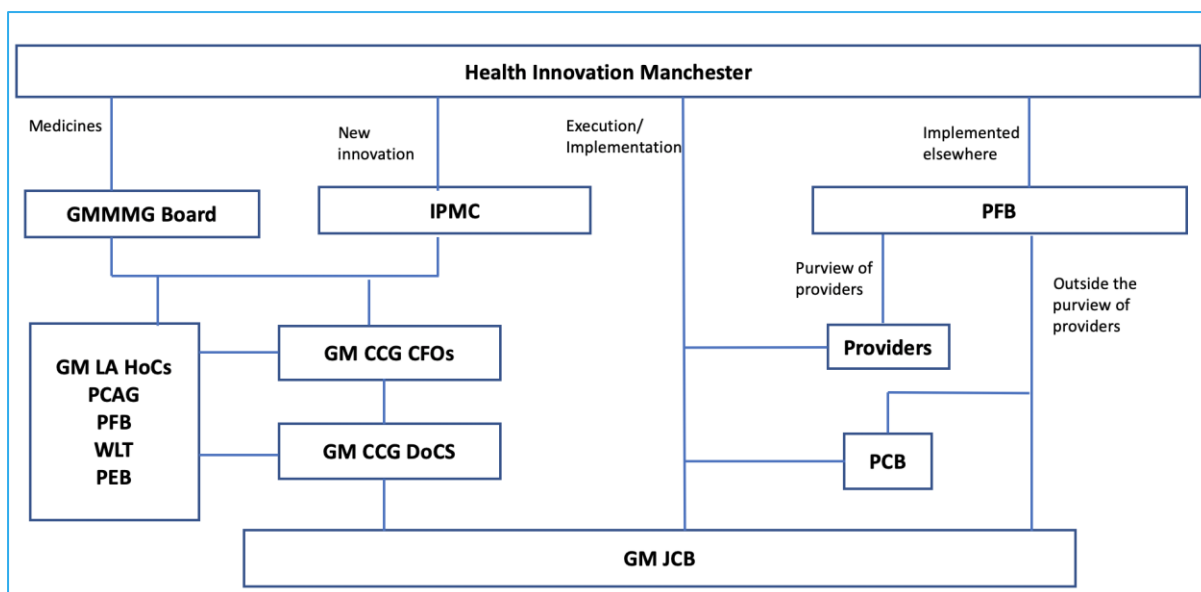 Health Innovation Manchester
Medicines
New
innovation
Execution/
Implementation
Implemented
elsewhere
GMMMG Board
IPMC
PFB
Purview of
providers
Outside the
purview of
providers
GM LA HoCs
PCAG
PFB
WLT
PEB
GM CCG CFOs
Providers
GM CCG DoCS
PCB
GM JCB